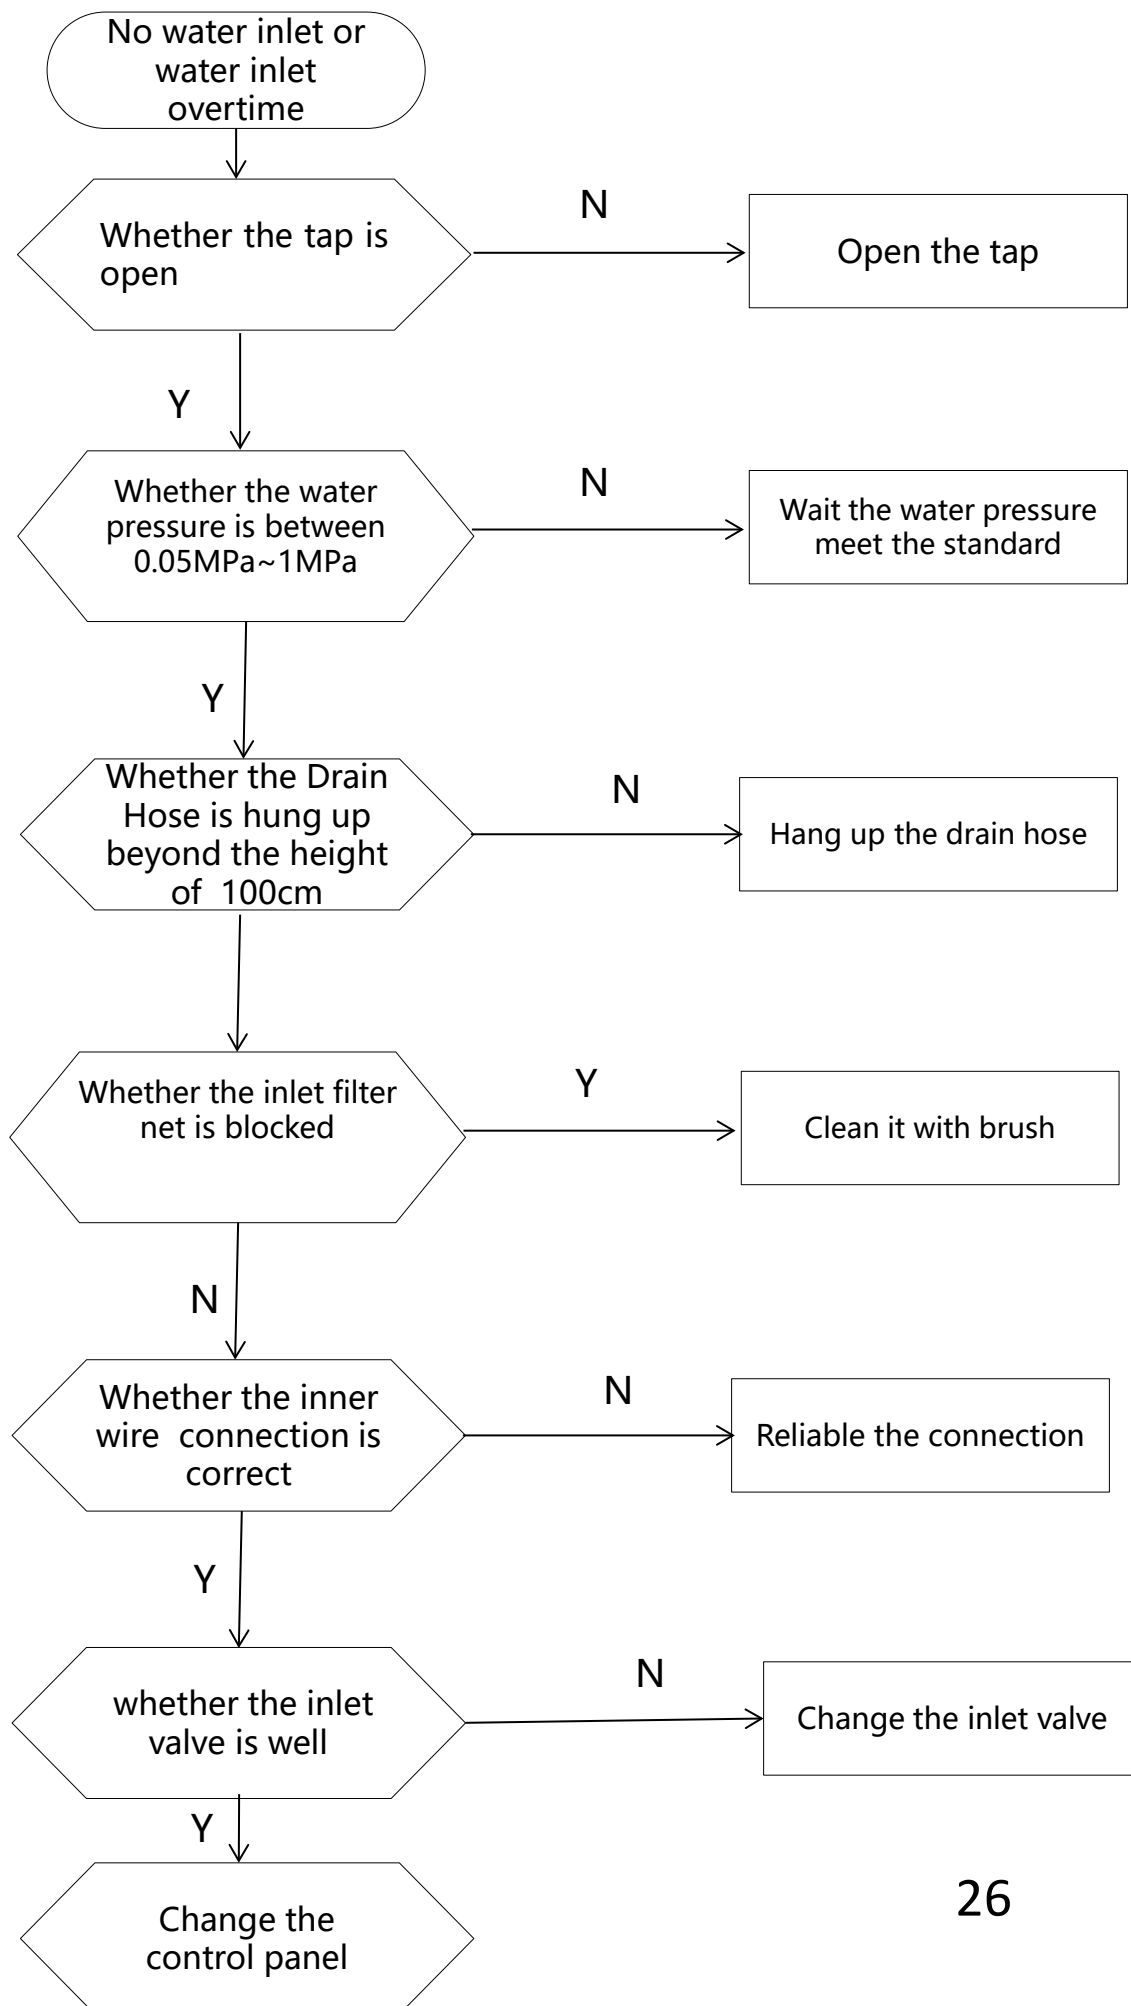 No water inlet or
water inlet
overtime
Whether the tap is
open
N
Open the tap
Y
Whether the water
pressure is between
0.05MPa~1MPa
N
Wait the water pressure
meet the standard
Y
Whether the Drain
Hose is hung up
beyond the height
of  100cm
N
Hang up the drain hose
Whether the inlet filter
net is blocked
Y
Clean it with brush
N
Whether the inner
wire  connection is
correct
N
Reliable the connection
Y
whether the inlet
valve is well
N
Change the inlet valve
Y
Change the
control panel
26